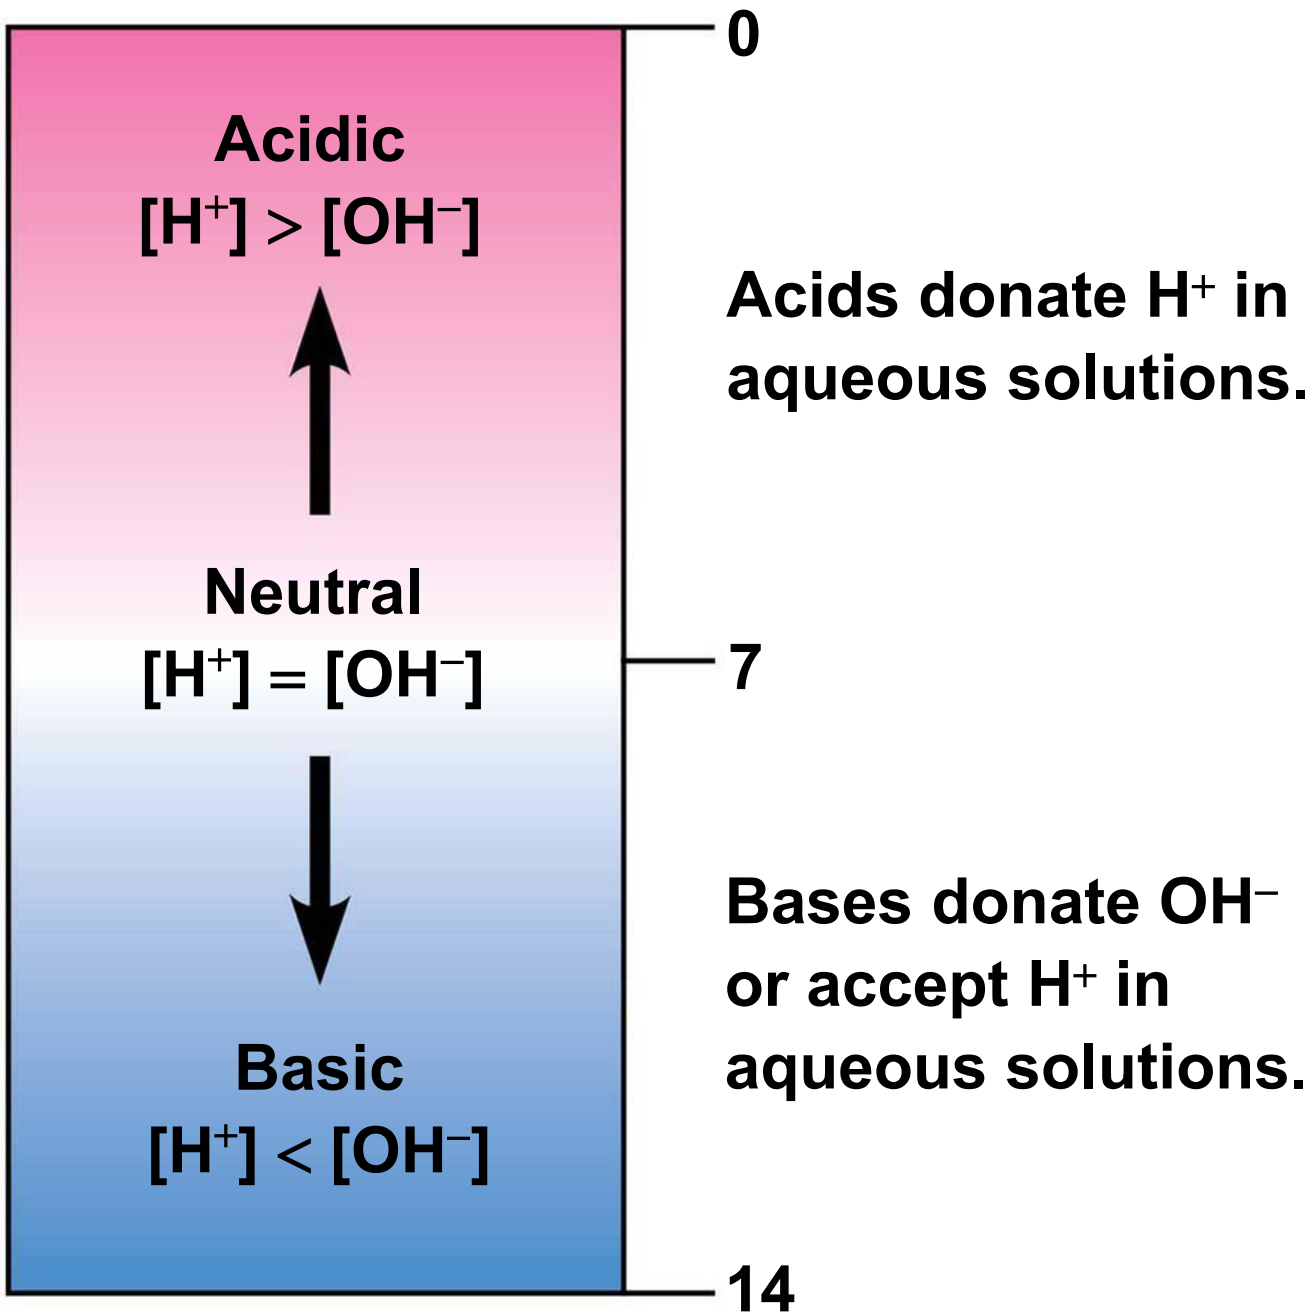 0
Acidic
[H⁺] > [OH⁻]
Acids donate H⁺ in
aqueous solutions.
Neutral
[H⁺] = [OH⁻]
7
Bases donate OH⁻
or accept H⁺ in
aqueous solutions.
Basic
[H⁺] < [OH⁻]
14